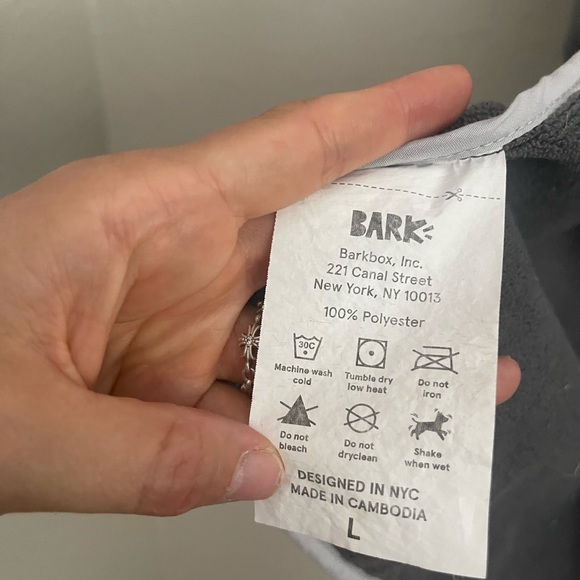 BARK
Barkbox, Inc.
221 Canal Street
New York, NY 10013
100% Polyester
30C
Machine wash
cold
Tumble dry
low heat
Do not
iron
Do not
bleach
Do not
dryclean
Shake
when wet
DESIGNED IN NYC
MADE IN CAMBODIA
L